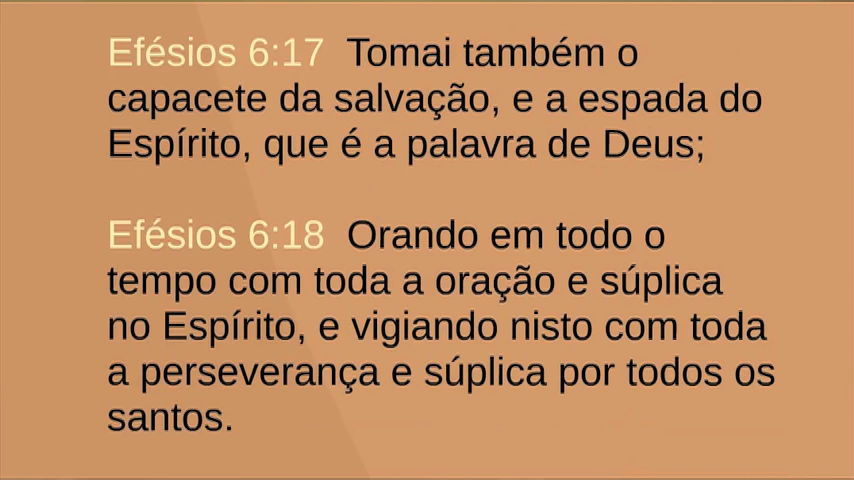 Efésios 6:17 Tomai também o
capacete da salvação, e a espada do
Espírito, que é a palavra de Deus;
Efésios 6:18 Orando em todo o
tempo com toda a oração e súplica
no Espírito, e vigiando nisto com toda
a perseverança e súplica por todos os
santos.